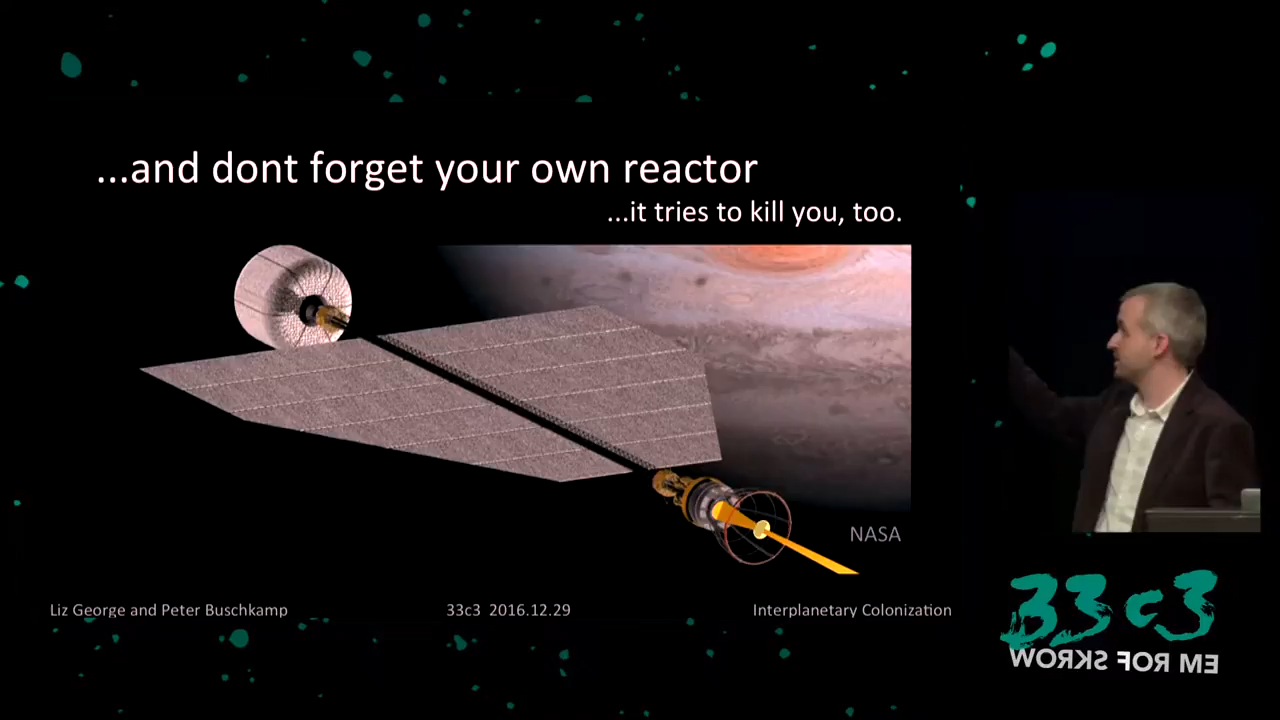 ...and dont forget your own reactor
...it tries to kill you, too.
NASA
Liz George and Peter Buschkamp
33c3 2016.12.29
Interplanetary Colonization
33c3
WORKS FOR ME